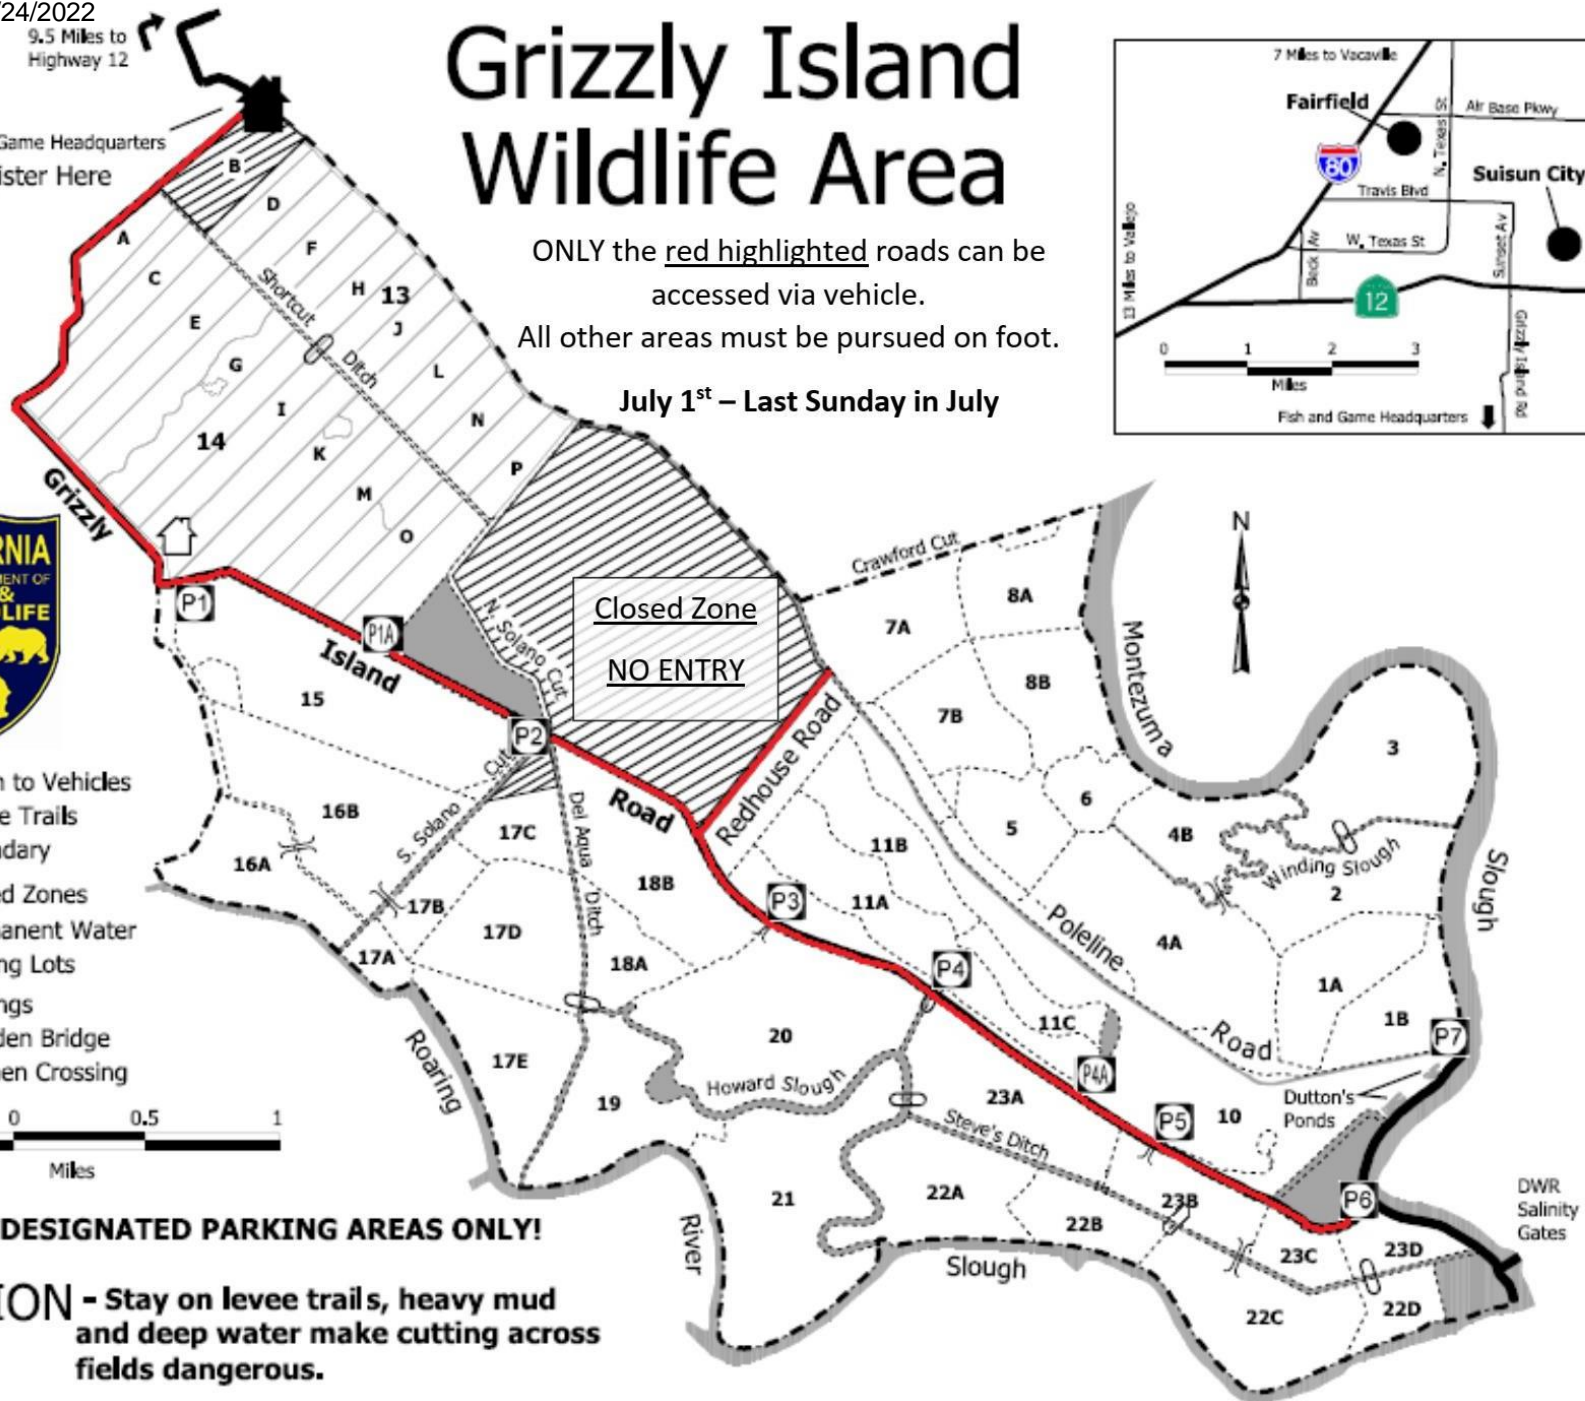 /24/2022
9.5 Miles to
Highway 12
Grizzly Island
Wildlife Area
Game Headquarters
ister Here
ONLY the red highlighted roads can be
accessed via vehicle.
All other areas must be pursued on foot.
July 1st – Last Sunday in July
7 Miles to Vacaville
Fairfield
Air Base Pkwy
N. Texas St
80
Suisun City
Travis Blvd
13 Miles to Vallejo
W. Texas St
Beck Av
Sunset Av
12
Grizzly Island Rd
0 1 2 3
Miles
Fish and Game Headquarters
B
D
A
F
C
H
13
E
J
Shortcut
Ditch
G
L
I
N
14
K
P
M
O
Grizzly
P1
P1A
Island
N. Solano Cut
Closed Zone
NO ENTRY
Crawford Cut
N
8A
7A
8B
7B
Montezuma
3
RNIA
MENT OF
&
DLIFE
15
P2
Cut
Road
Redhouse Road
n to Vehicles
e Trails
ndary
ed Zones
nanent Water
ng Lots
ngs
den Bridge
en Crossing
16B
S. Solano
17C
Del Aqua
Ditch
16A
17B
18B
11B
5
6
4B
Winding Slough
2
Slough
P3
11A
17D
17A
18A
P4
Poleline
4A
1A
1B
P7
Road
11C
20
17E
Roaring
P4A
Howard Slough
19
23A
Dutton's
Ponds
10
P5
Steve's Ditch
0 0.5 1
Miles
21
22A
22B
23B
P6
DWR
Salinity
Gates
23C
23D
River
Slough
22C
22D
DESIGNATED PARKING AREAS ONLY!
ION - Stay on levee trails, heavy mud
and deep water make cutting across
fields dangerous.